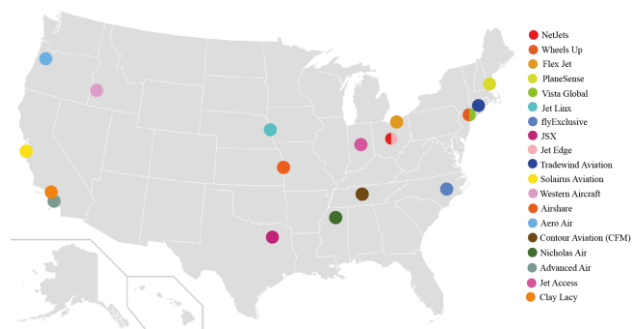 NetJets
Wheels Up
Flex Jet
PlaneSense
Vista Global
Jet Linx
flyExclusive
JSX
Jet Edge
Tradewind Aviation
Solairus Aviation
Western Aircraft
Airshare
Aero Air
Contour Aviation (CFM)
Nicholas Air
Advanced Air
Jet Access
Clay Lacy